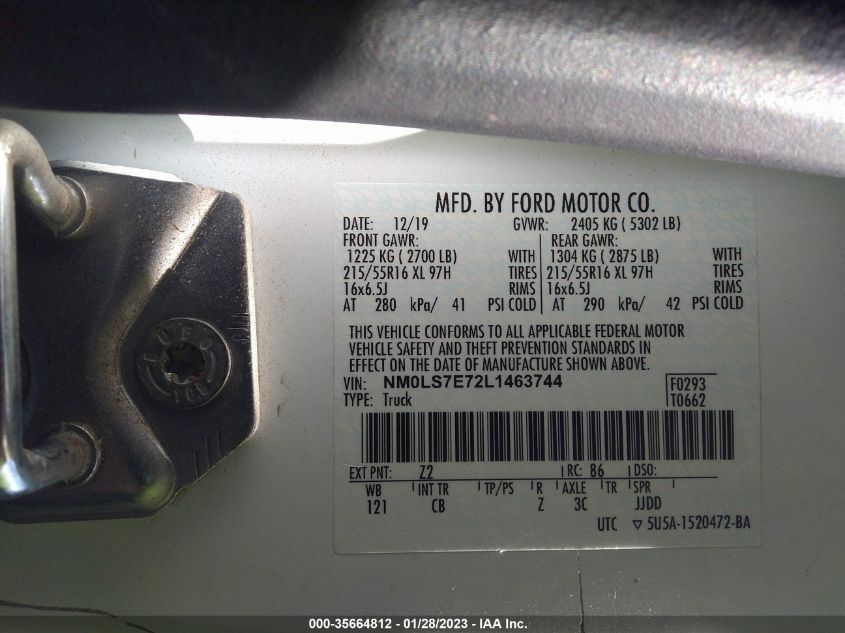 MFD. BY FORD MOTOR CO.
DATE: 12/19 GVWR: 2405 KG ( 5302 LB)
FRONT GAWR: REAR GAWR:
1225 KG ( 2700 LB) WITH 1304 KG ( 2875 LB) WITH
215/55R16 XL 97H TIRES 215/55R16 XL 97H TIRES
16x6.5J RIMS 16x6.5J RIMS
AT 280 kPa/ 41 PSI COLD AT 290 kPa/ 42 PSI COLD
THIS VEHICLE CONFORMS TO ALL APPLICABLE FEDERAL MOTOR
VEHICLE SAFETY AND THEFT PREVENTION STANDARDS IN
EFFECT ON THE DATE OF MANUFACTURE SHOWN ABOVE.
VIN: NM0LS7E72L1463744 F0293
TYPE: Truck T0662
EXT PNT: Z2 RC: 86 DSO:
WB INT TR TP/PS R AXLE TR SPR
121 CB Z 3C JJDD
UTC ▽ 5U5A-1520472-BA
000-35664812 - 01/28/2023 - IAA Inc.